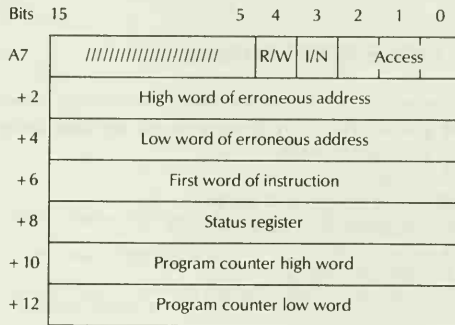 Bits 15 5 4 3 2 1 0
A7 //////////////////////// R/W I/N Access
+ 2 High word of erroneous address
+ 4 Low word of erroneous address
+ 6 First word of instruction
+ 8 Status register
+ 10 Program counter high word
+ 12 Program counter low word